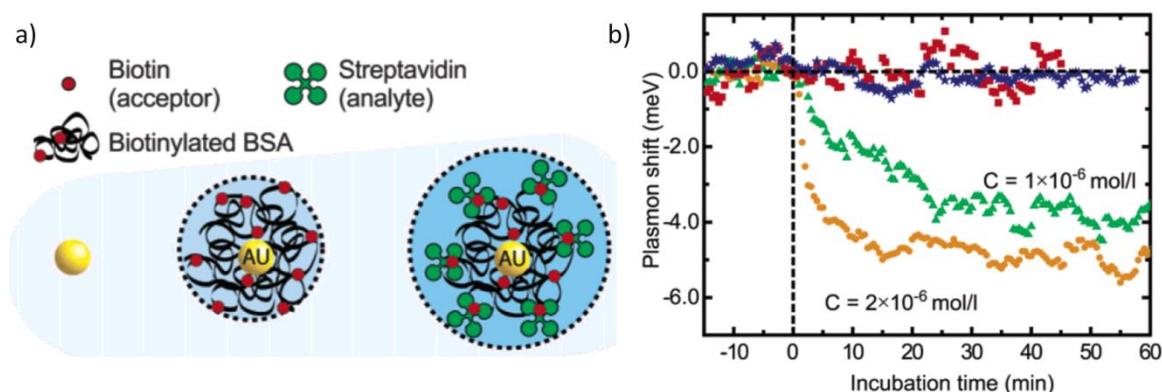 a)
Biotin
(acceptor)
Streptavidin
(analyte)
Biotinylated BSA
AU
AU
b)
Plasmon shift (meV)
0.0
-2.0
-4.0
-6.0
C = 1×10⁻⁶ mol/l
C = 2×10⁻⁶ mol/l
-10 0 10 20 30 40 50 60
Incubation time (min)